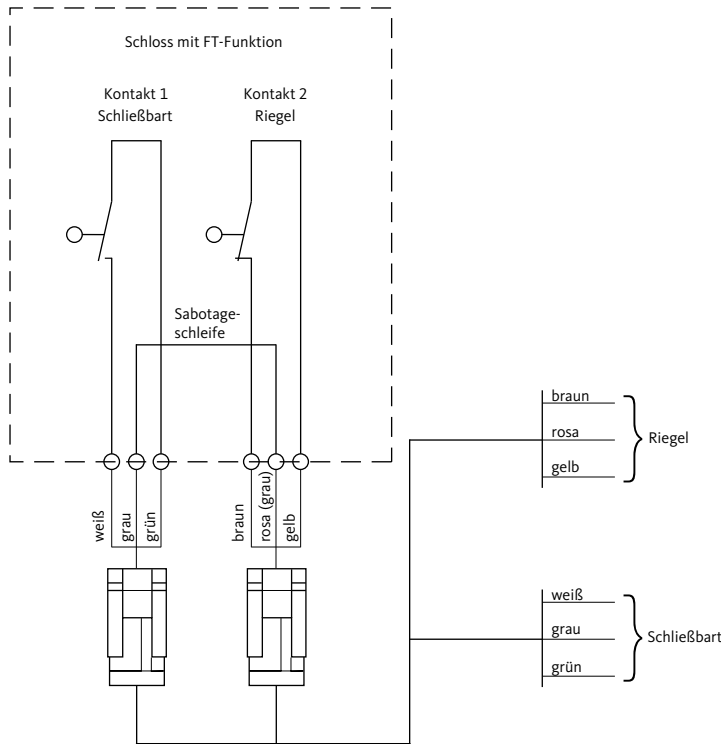 Schloss mit FT-Funktion
Kontakt 1
Schließbart
Kontakt 2
Riegel
Sabotage-
schleife
weiß
grau
grün
braun
rosa (grau)
gelb
braun
rosa
gelb
Riegel
weiß
grau
grün
Schließbart